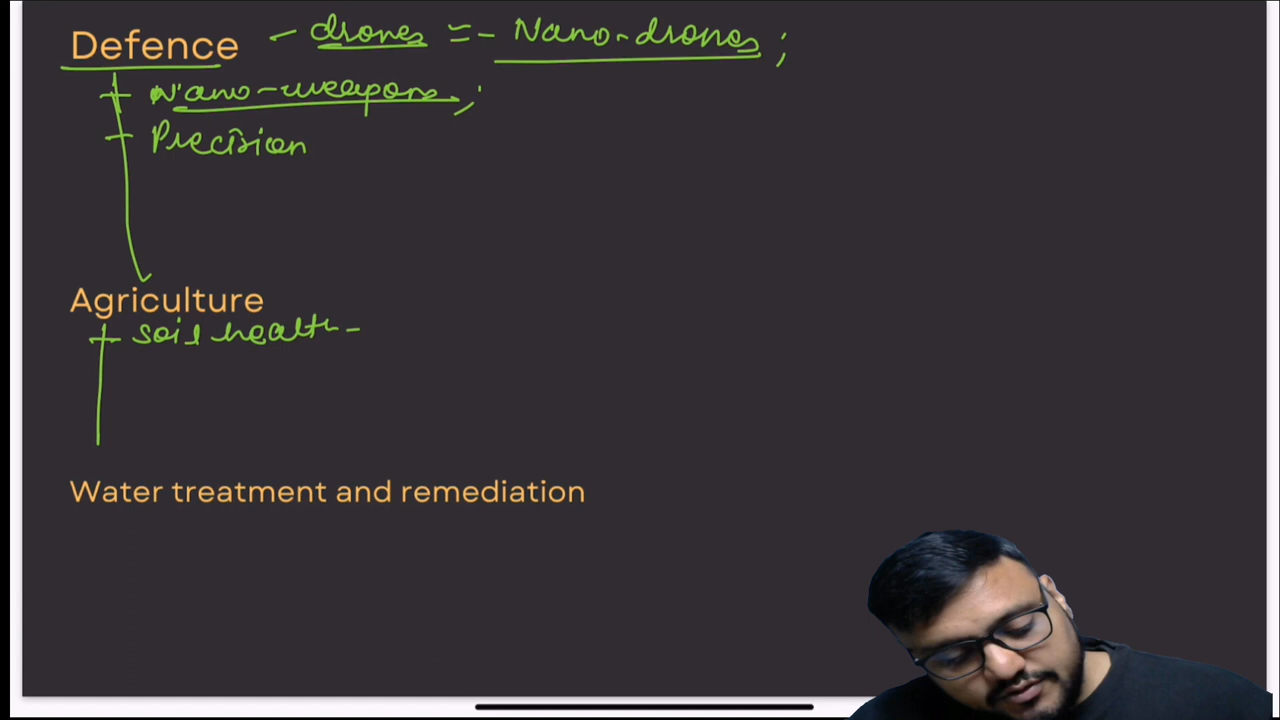 Defence - drones = - Nano-drones ;
Nano-weapons ;
Precision
Agriculture
soil health -
Water treatment and remediation